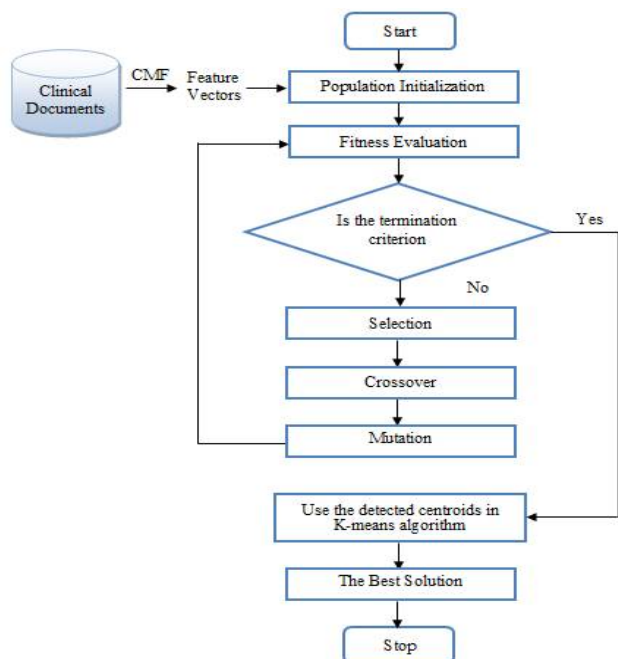 Start
Clinical
Documents
CMF
Feature
Vectors
Population Initialization
Fitness Evaluation
Is the termination
criterion
Yes
No
Selection
Crossover
Mutation
Use the detected centroids in
K-means algorithm
The Best Solution
Stop